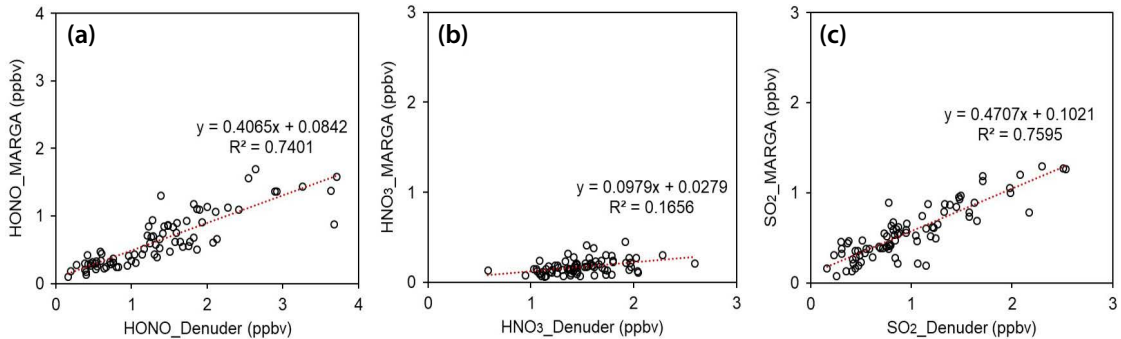 (a)
4
3
2
1
0
HONO_MARGA (ppbv)
y = 0.4065x + 0.0842
R² = 0.7401
0 1 2 3 4
HONO_Denuder (ppbv)
(b)
3
2
1
0
HNO3_MARGA (ppbv)
y = 0.0979x + 0.0279
R² = 0.1656
0 1 2 3
HNO3_Denuder (ppbv)
(c)
3
2
1
0
SO2_MARGA (ppbv)
y = 0.4707x + 0.1021
R² = 0.7595
0 1 2 3
SO2_Denuder (ppbv)